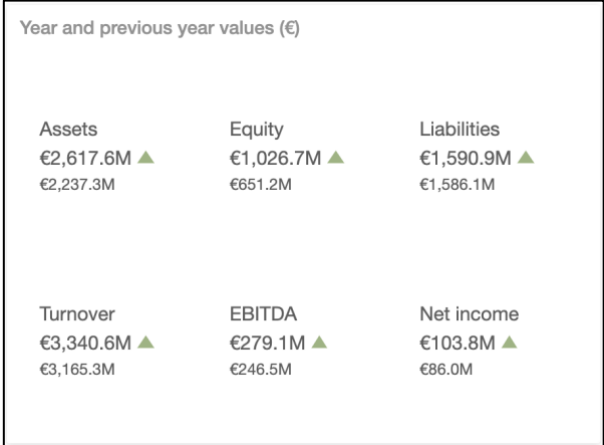 Year and previous year values (€)
Assets
€2,617.6M
€2,237.3M
Equity
€1,026.7M
€651.2M
Liabilities
€1,590.9M
€1,586.1M
Turnover
€3,340.6M
€3,165.3M
EBITDA
€279.1M
€246.5M
Net income
€103.8M
€86.0M